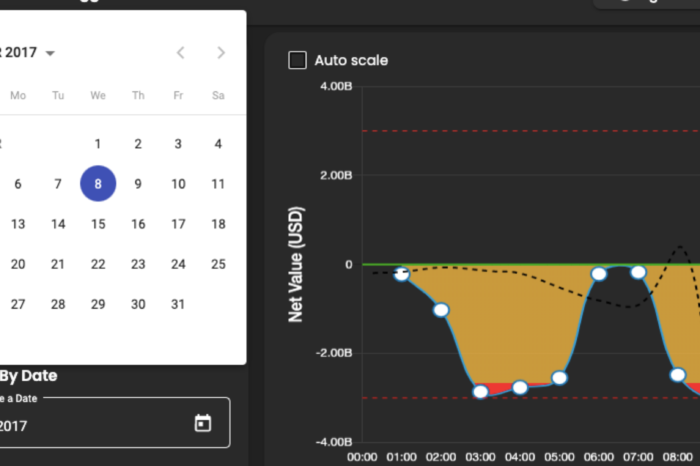 2017
Mo Tu We Th Fr Sa
1 2 3 4
6 7 8 9 10 11
13 14 15 16 17 18
20 21 22 23 24 25
27 28 29 30 31
By Date
e a Date
2017
Auto scale
Net Value (USD)
4.00B
2.00B
0
-2.00B
-4.00B
00:00 01:00 02:00 03:00 04:00 05:00 06:00 07:00 08:00